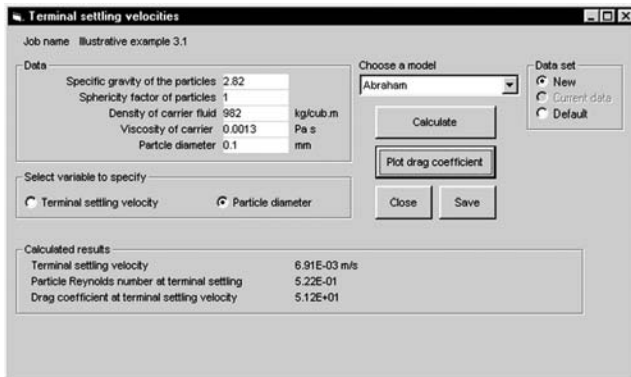 Terminal settling velocities
Job name Illustrative example 3.1
Data
Specific gravity of the particles 2.82
Sphericity factor of particles 1
Density of carrier fluid 982 kg/cub.m
Viscosity of carrier 0.0013 Pa s
Partcle diameter 0.1 mm
Choose a model
Abraham
Calculate
Plot drag coefficient
Close Save
Data set
New
Current data
Default
Select variable to specify
Terminal settling velocity Particle diameter
Calculated results
Terminal settling velocity 6.91E-03 m/s
Particle Reynolds number at terminal settling 5.22E-01
Drag coefficient at terminal settling velocity 5.12E+01